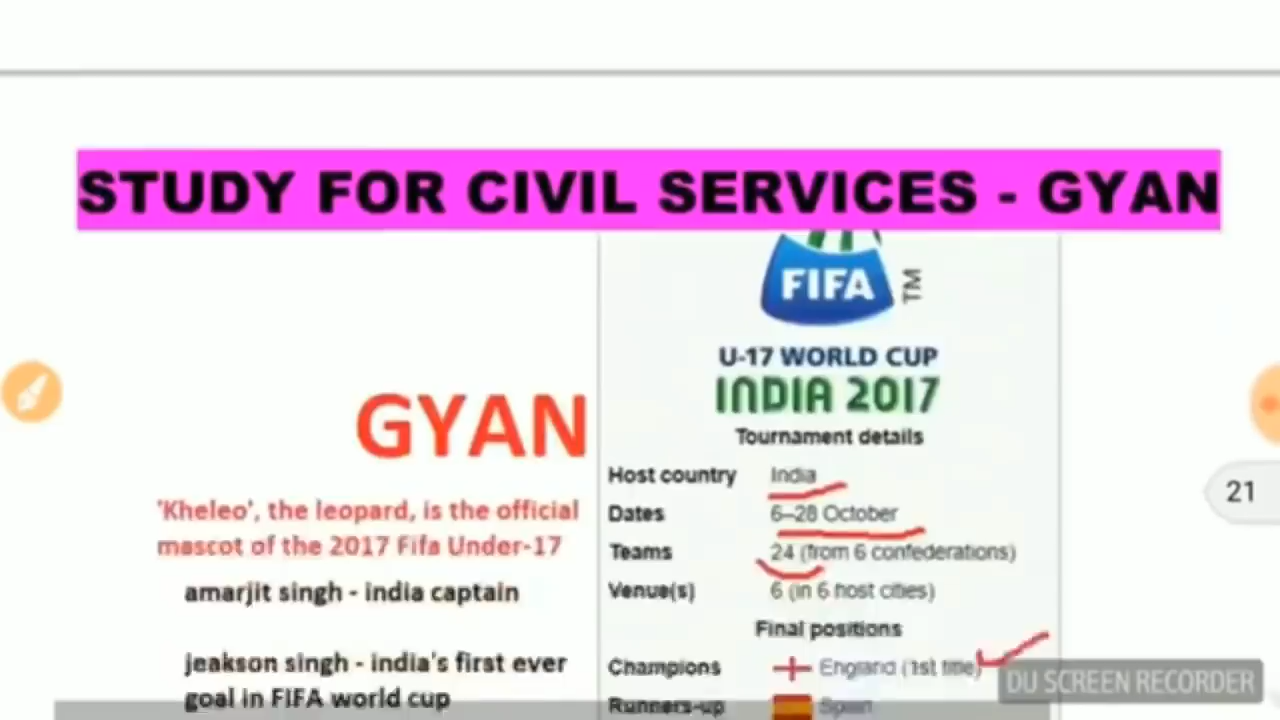 STUDY FOR CIVIL SERVICES - GYAN
FIFA
TM
U-17 WORLD CUP
INDIA 2017
Tournament details
GYAN
Host country India
Dates 6–28 October
Teams 24 (from 6 confederations)
Venue(s) 6 (in 6 host cities)
Final positions
Champions England (1st title)
Runners-up Spain
'Kheleo', the leopard, is the official
mascot of the 2017 Fifa Under-17
amarjit singh - india captain
jeakson singh - india's first ever
goal in FIFA world cup
21
DU SCREEN RECORDER